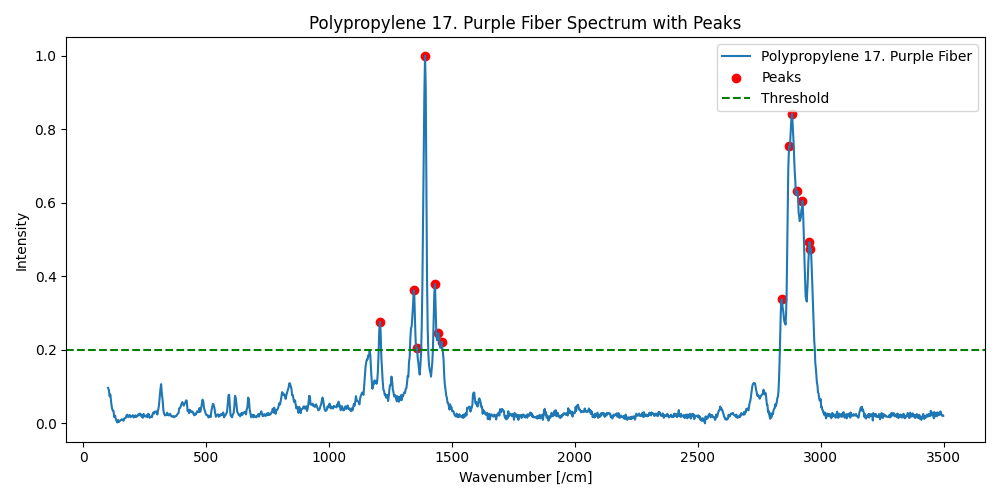 Polypropylene 17. Purple Fiber Spectrum with Peaks
Polypropylene 17. Purple Fiber
Peaks
Threshold
Intensity
1.0
0.8
0.6
0.4
0.2
0.0
0 500 1000 1500 2000 2500 3000 3500
Wavenumber [/cm]